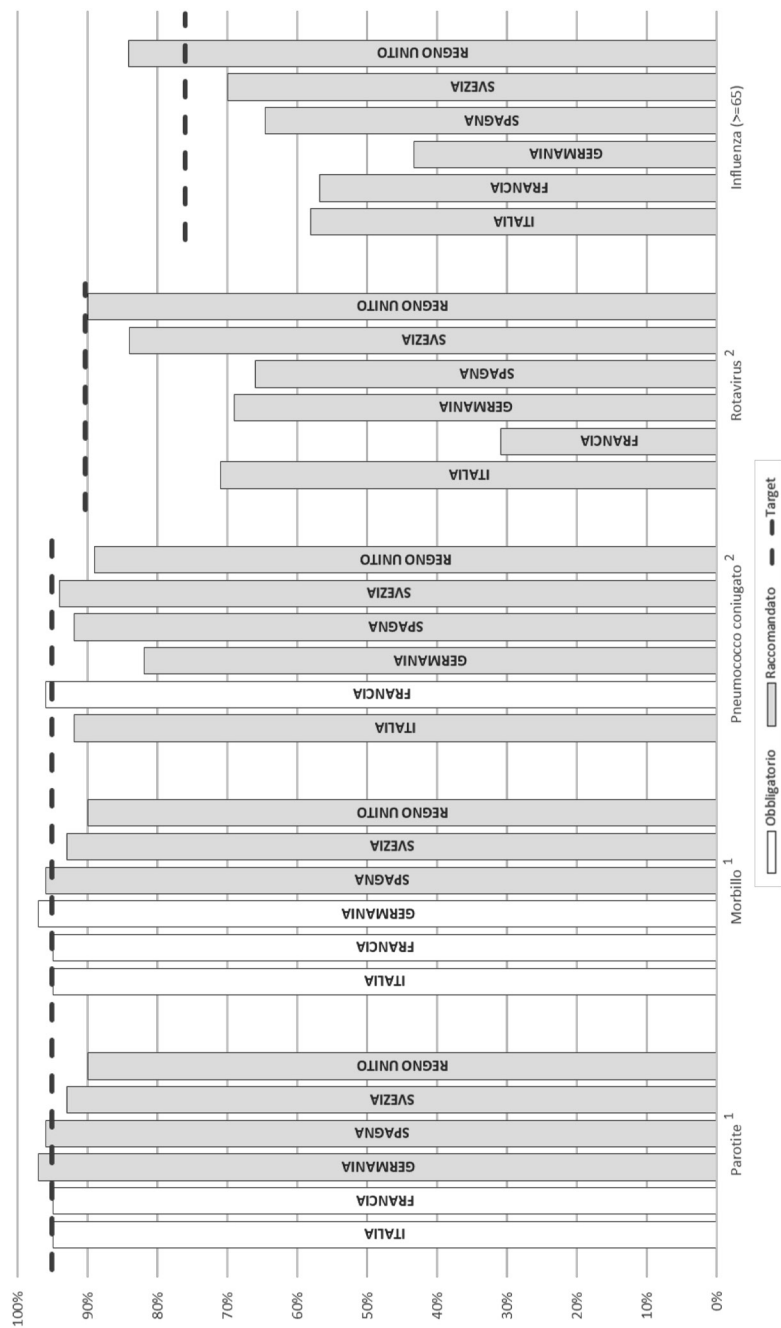 100%
90%
80%
70%
60%
50%
40%
30%
20%
10%
0%
ITALIA
FRANCIA
GERMANIA
SPAGNA
SVEZIA
REGNO UNITO
Parotite 1
ITALIA
FRANCIA
GERMANIA
SPAGNA
SVEZIA
REGNO UNITO
Morbillo 1
ITALIA
FRANCIA
GERMANIA
SPAGNA
SVEZIA
REGNO UNITO
Pneumococco coniugato 2
ITALIA
FRANCIA
GERMANIA
SPAGNA
SVEZIA
REGNO UNITO
Rotavirus 2
ITALIA
FRANCIA
GERMANIA
SPAGNA
SVEZIA
REGNO UNITO
Influenza (>=65)
Obbligatorio Raccomandato Target